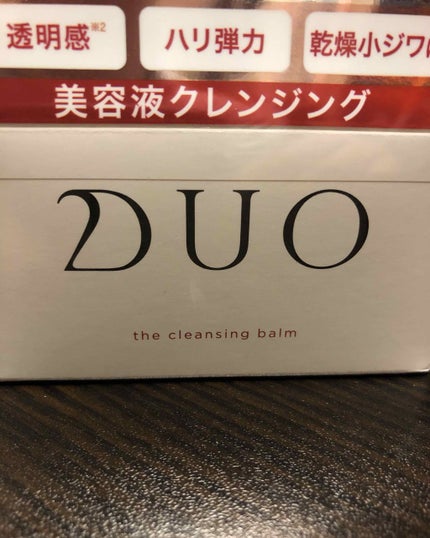 透明感※2 ハリ弾力 乾燥小ジワ
美容液クレンジング
DUO
the cleansing balm